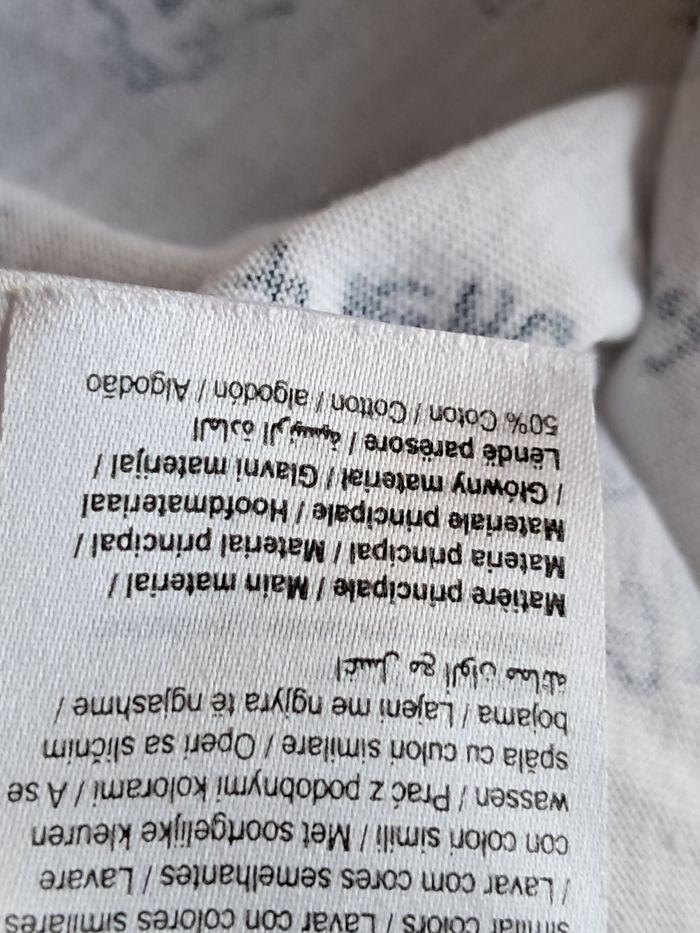 similar colors / Lavar con colores similares
/ Lavar com cores semelhantes / Lavare
con colori simili / Met soortgelijke kleuren
wassen / Prać z podobnymi kolorami / A se
spăla cu culori similare / Operi sa sličnim
bojama / Lajeni me ngjyra të ngjashme /
اغسل مع الوان مماثلة
Matière principale / Main material /
Materia principal / Material principal /
Materiale principale / Hoofdmateriaal
/ Główny materiał / Glavni materijal /
Lëndë parësore / المادة الرئيسية
50% Coton / Cotton / algodón / Algodão